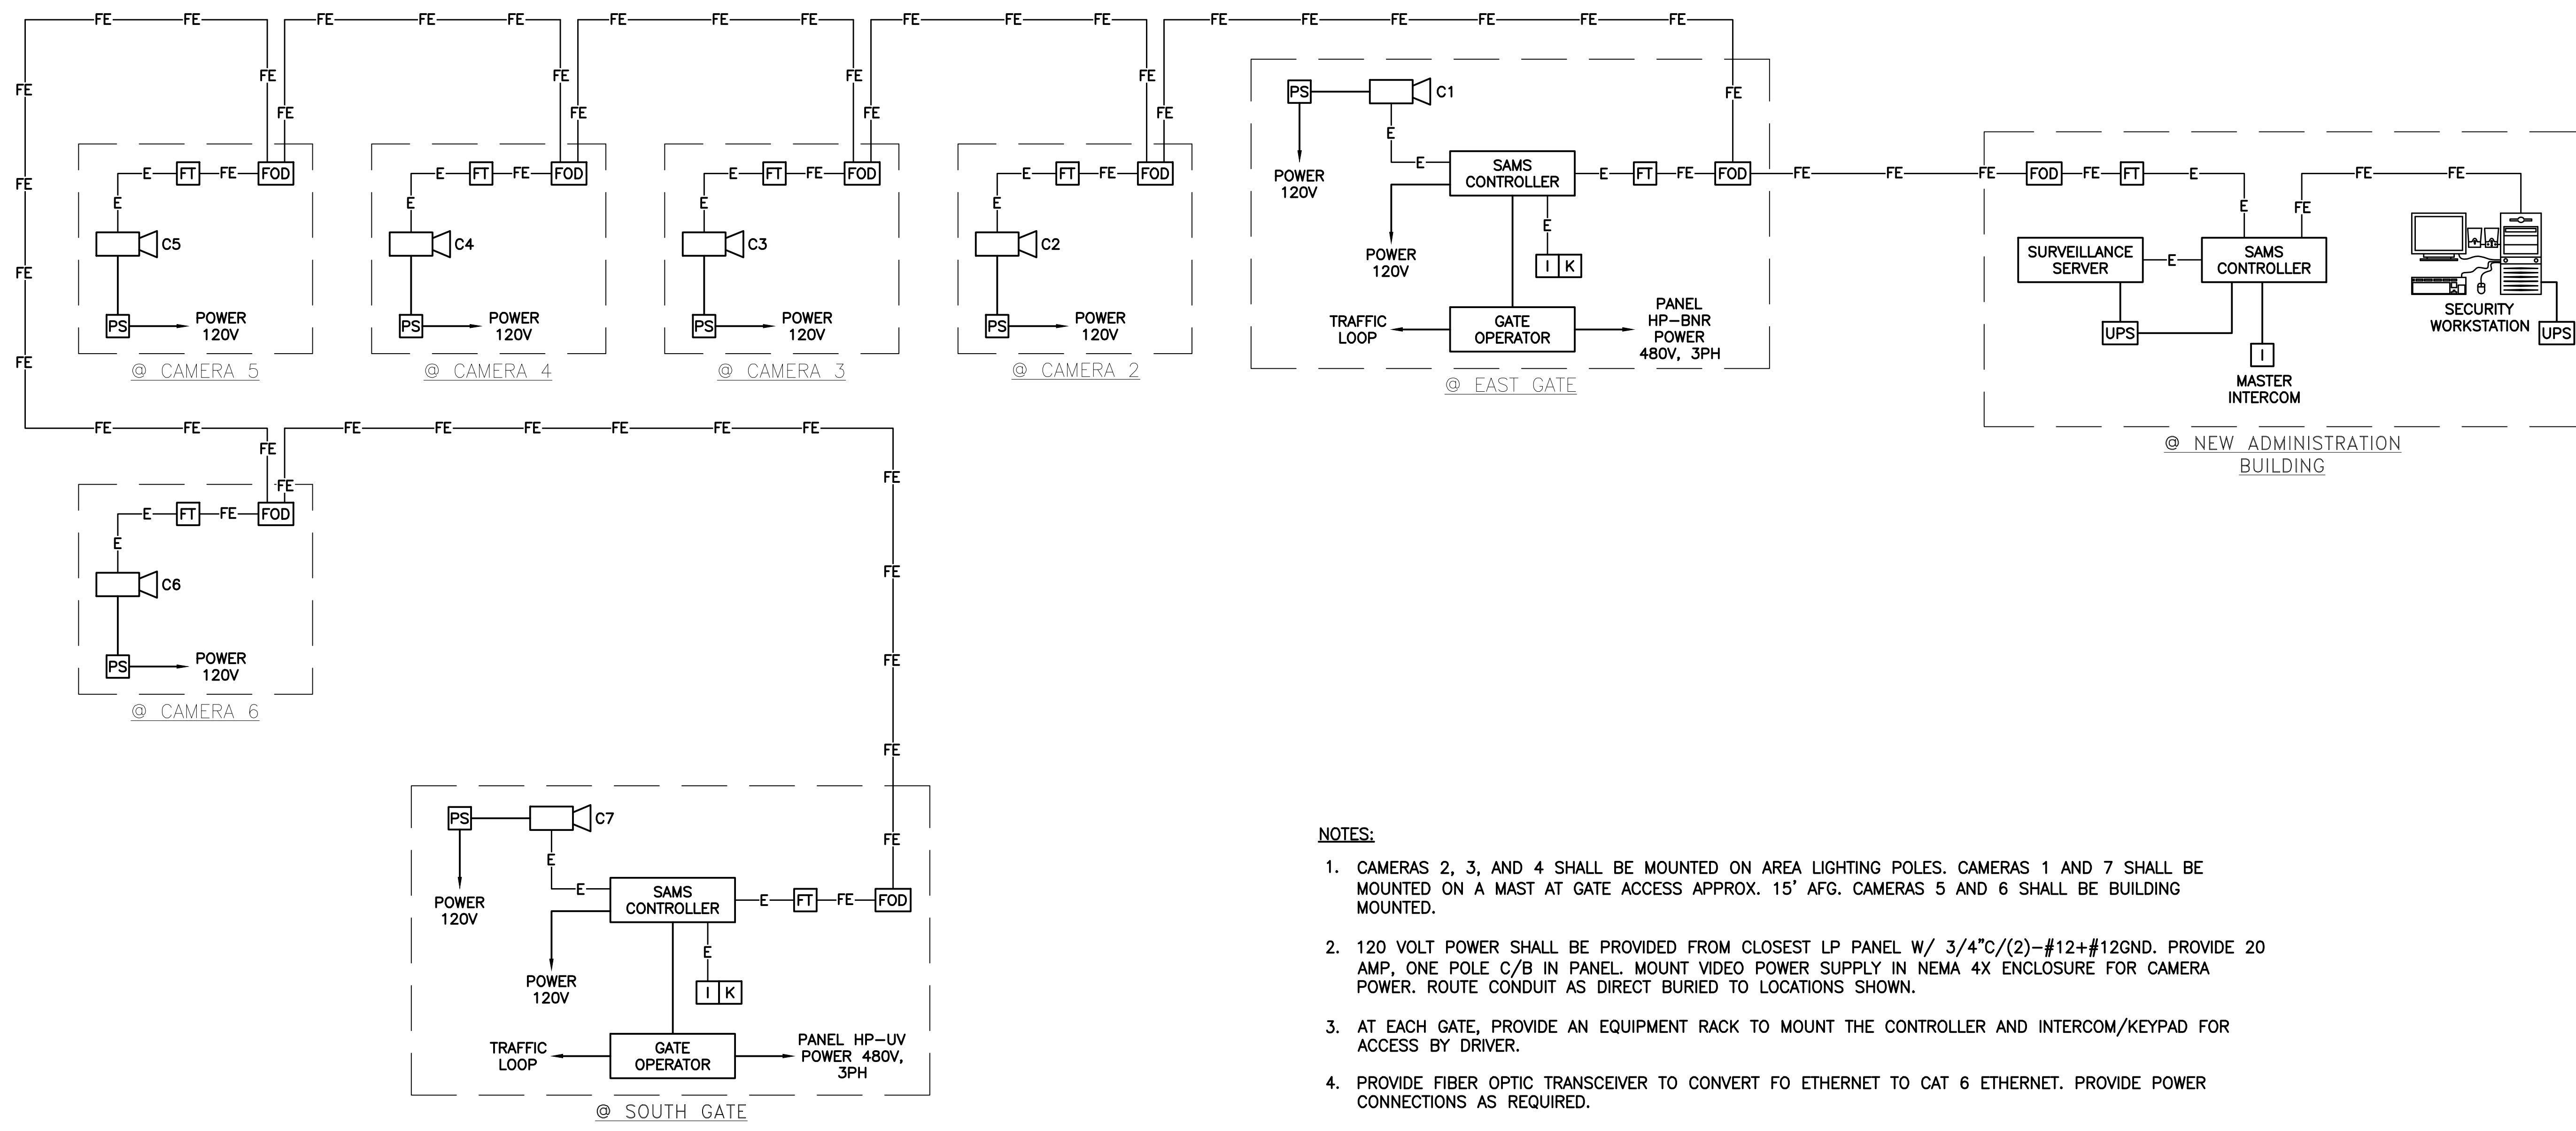 FE FE FE FE FE FE FE FE FE FE FE FE FE FE FE FE FE FE
FE FE FE FE FE
FE FE FE FE FE
FE
E FT FE FOD
E FT FE FOD
E FT FE FOD
E FT FE FOD
E
C5
PS
POWER
120V
@ CAMERA 5
E
C4
PS
POWER
120V
@ CAMERA 4
E
C3
PS
POWER
120V
@ CAMERA 3
E
C2
PS
POWER
120V
@ CAMERA 2
PS
C1
POWER
120V
E
E
SAMS
CONTROLLER
E FT FE FOD
POWER
120V
E
I K
TRAFFIC
LOOP
GATE
OPERATOR
PANEL
HP-BNR
POWER
480V, 3PH
@ EAST GATE
FE FE FE FOD FE FT E
FE FE
E FE
SURVEILLANCE
SERVER
E
SAMS
CONTROLLER
UPS
I
MASTER
INTERCOM
SECURITY
WORKSTATION
UPS
@ NEW ADMINISTRATION
BUILDING
FE
FE
FE
FE FE FE FE FE FE FE FE
FE
FE
E FT FE FOD
E
C6
PS
POWER
120V
@ CAMERA 6
FE
FE
FE
FE
FE
PS
C7
POWER
120V
E
E
SAMS
CONTROLLER
E FT FE FOD
POWER
120V
E
I K
TRAFFIC
LOOP
GATE
OPERATOR
PANEL HP-UV
POWER 480V,
3PH
@ SOUTH GATE
NOTES:
1. CAMERAS 2, 3, AND 4 SHALL BE MOUNTED ON AREA LIGHTING POLES. CAMERAS 1 AND 7 SHALL BE
MOUNTED ON A MAST AT GATE ACCESS APPROX. 15' AFG. CAMERAS 5 AND 6 SHALL BE BUILDING
MOUNTED.
2. 120 VOLT POWER SHALL BE PROVIDED FROM CLOSEST LP PANEL W/ 3/4"C/(2)-#12+#12GND. PROVIDE 20
AMP, ONE POLE C/B IN PANEL. MOUNT VIDEO POWER SUPPLY IN NEMA 4X ENCLOSURE FOR CAMERA
POWER. ROUTE CONDUIT AS DIRECT BURIED TO LOCATIONS SHOWN.
3. AT EACH GATE, PROVIDE AN EQUIPMENT RACK TO MOUNT THE CONTROLLER AND INTERCOM/KEYPAD FOR
ACCESS BY DRIVER.
4. PROVIDE FIBER OPTIC TRANSCEIVER TO CONVERT FO ETHERNET TO CAT 6 ETHERNET. PROVIDE POWER
CONNECTIONS AS REQUIRED.